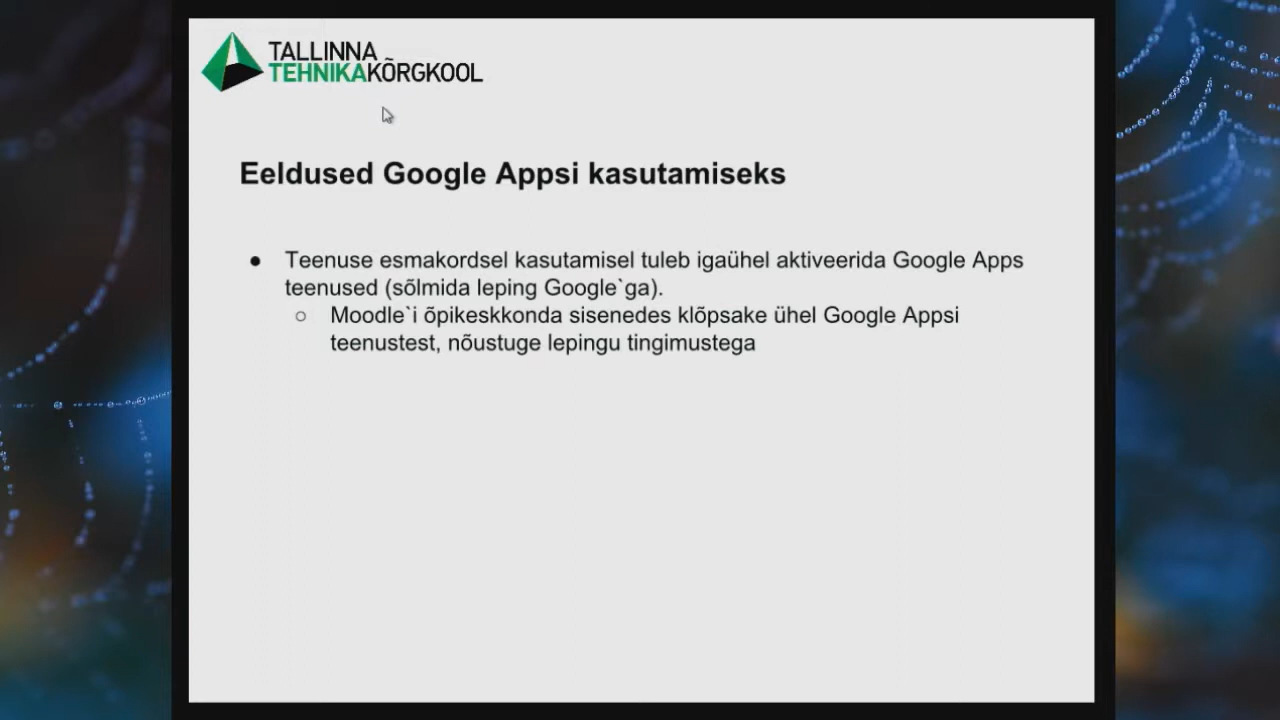 TALLINNA
TEHNIKAKÕRGKOOL
Eeldused Google Appsi kasutamiseks
● Teenuse esmakordsel kasutamisel tuleb igaühel aktiveerida Google Apps
teenused (sõlmida leping Google`ga).
○ Moodle`i õpikeskkonda sisenedes klõpsake ühel Google Appsi
teenustest, nõustuge lepingu tingimustega